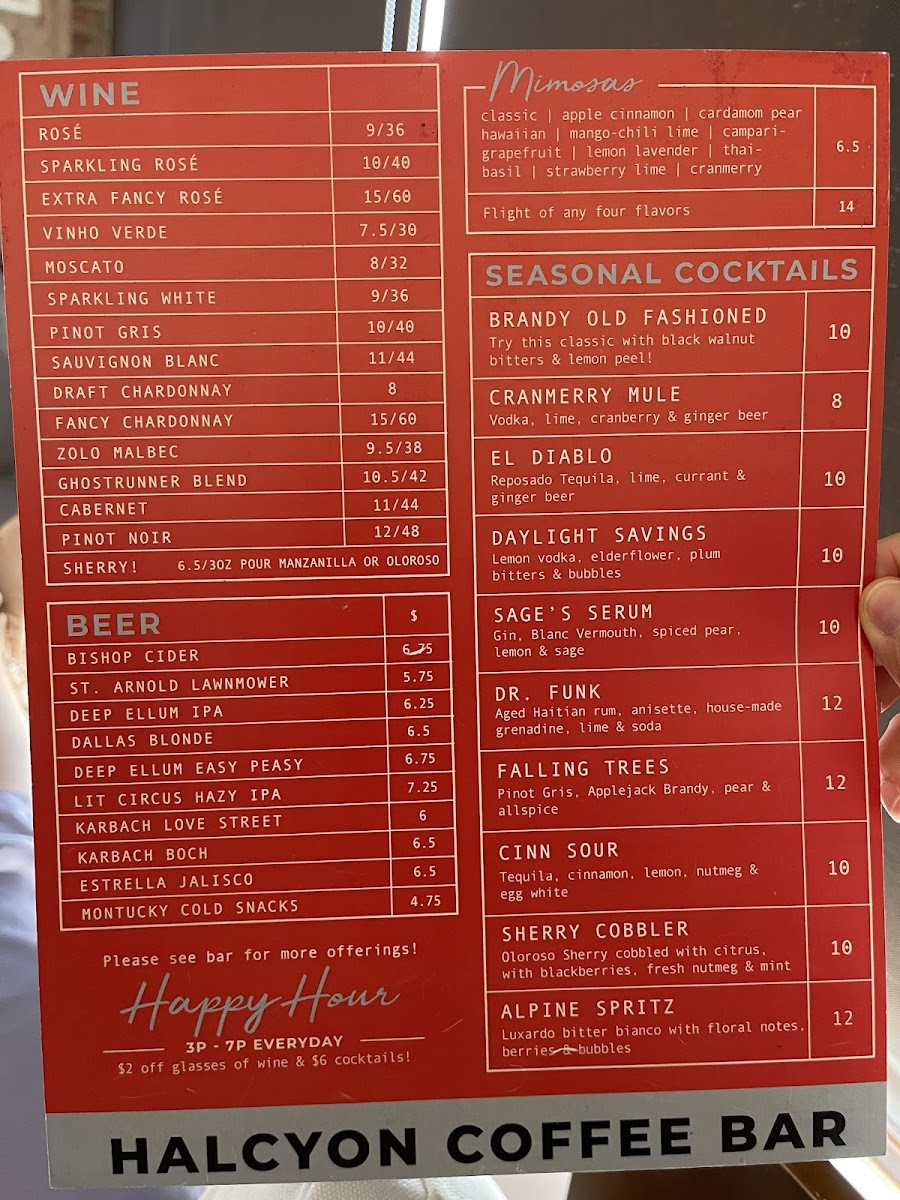 WINE
ROSÉ 9/36
SPARKLING ROSÉ 10/40
EXTRA FANCY ROSÉ 15/60
VINHO VERDE 7.5/30
MOSCATO 8/32
SPARKLING WHITE 9/36
PINOT GRIS 10/40
SAUVIGNON BLANC 11/44
DRAFT CHARDONNAY 8
FANCY CHARDONNAY 15/60
ZOLO MALBEC 9.5/38
GHOSTRUNNER BLEND 10.5/42
CABERNET 11/44
PINOT NOIR 12/48
SHERRY! 6.5/3OZ POUR MANZANILLA OR OLOROSO
BEER $
BISHOP CIDER 6.75
ST. ARNOLD LAWNMOWER 5.75
DEEP ELLUM IPA 6.25
DALLAS BLONDE 6.5
DEEP ELLUM EASY PEASY 6.75
LIT CIRCUS HAZY IPA 7.25
KARBACH LOVE STREET 6
KARBACH BOCH 6.5
ESTRELLA JALISCO 6.5
MONTUCKY COLD SNACKS 4.75
Please see bar for more offerings!
Happy Hour
3P - 7P EVERYDAY
$2 off glasses of wine & $6 cocktails!
Mimosas
classic | apple cinnamon | cardamom pear
hawaiian | mango-chili lime | campari-
grapefruit | lemon lavender | thai-
basil | strawberry lime | cranmerry
6.5
Flight of any four flavors 14
SEASONAL COCKTAILS
BRANDY OLD FASHIONED 10
Try this classic with black walnut
bitters & lemon peel!
CRANMERRY MULE 8
Vodka, lime, cranberry & ginger beer
EL DIABLO 10
Reposado Tequila, lime, currant &
ginger beer
DAYLIGHT SAVINGS 10
Lemon vodka, elderflower, plum
bitters & bubbles
SAGE'S SERUM 10
Gin, Blanc Vermouth, spiced pear,
lemon & sage
DR. FUNK 12
Aged Haitian rum, anisette, house-made
grenadine, lime & soda
FALLING TREES 12
Pinot Gris, Applejack Brandy, pear &
allspice
CINN SOUR 10
Tequila, cinnamon, lemon, nutmeg &
egg white
SHERRY COBBLER 10
Oloroso Sherry cobbled with citrus,
with blackberries, fresh nutmeg & mint
ALPINE SPRITZ 12
Luxardo bitter bianco with floral notes,
berries & bubbles
HALCYON COFFEE BAR